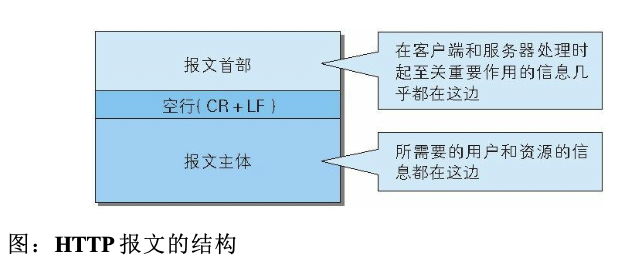 报文首部
在客户端和服务器处理时
起至关重要作用的信息几
乎都在这边
空行(CR+LF)
报文主体
所需要的用户和资源的信
息都在这边
图：HTTP 报文的结构